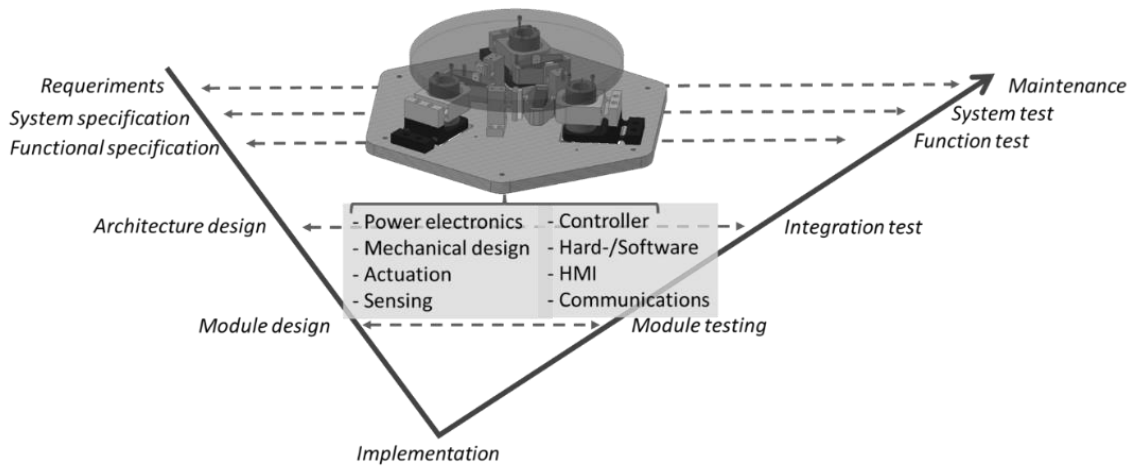 Requeriments
System specification
Functional specification
Architecture design
Module design
Implementation
- Power electronics
- Mechanical design
- Actuation
- Sensing
- Controller
- Hard-/Software
- HMI
- Communications
Maintenance
System test
Function test
Integration test
Module testing